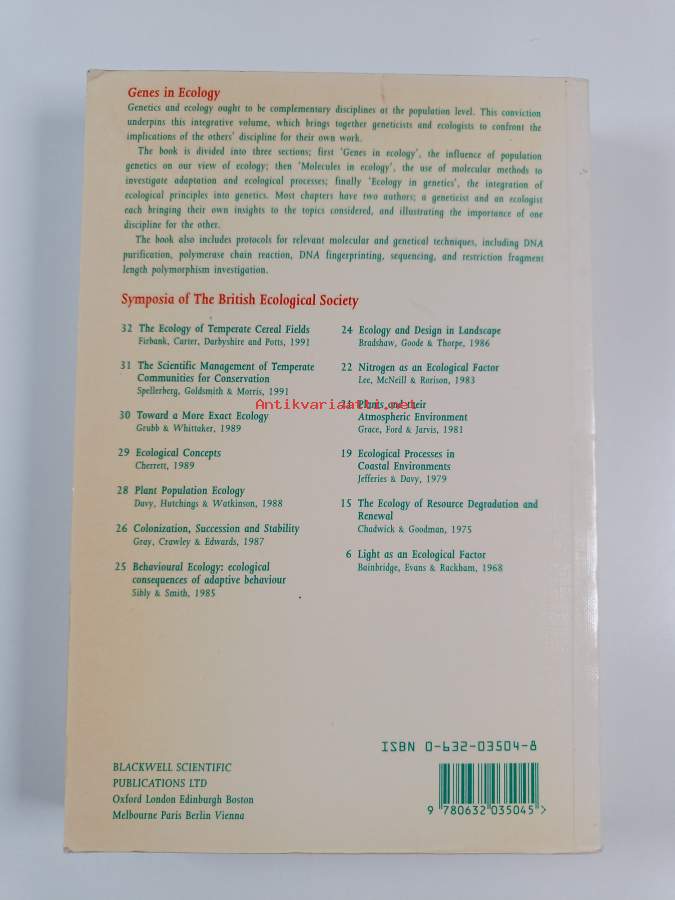 Genes in Ecology
Genetics and ecology ought to be complementary disciplines at the population level. This conviction
underpins this integrative volume, which brings together geneticists and ecologists to confront the
implications of the others' discipline for their own work.
The book is divided into three sections; first 'Genes in ecology', the influence of population
genetics on our view of ecology; then 'Molecules in ecology', the use of molecular methods to
investigate adaptation and ecological processes; finally 'Ecology in genetics', the integration of
ecological principles into genetics. Most chapters have two authors; a geneticist and an ecologist
each bringing their own insights to the topics considered, and illustrating the importance of one
discipline for the other.
The book also includes protocols for relevant molecular and genetical techniques, including DNA
purification, polymerase chain reaction, DNA fingerprinting, sequencing, and restriction fragment
length polymorphism investigation.
Symposia of The British Ecological Society
32 The Ecology of Temperate Cereal Fields
Firbank, Carter, Darbyshire and Potts, 1991
31 The Scientific Management of Temperate
Communities for Conservation
Spellerberg, Goldsmith & Morris, 1991
30 Toward a More Exact Ecology
Grubb & Whittaker, 1989
29 Ecological Concepts
Cherrett, 1989
28 Plant Population Ecology
Davy, Hutchings & Watkinson, 1988
26 Colonization, Succession and Stability
Gray, Crawley & Edwards, 1987
25 Behavioural Ecology: ecological
consequences of adaptive behaviour
Sibly & Smith, 1985
24 Ecology and Design in Landscape
Bradshaw, Goode & Thorpe, 1986
22 Nitrogen as an Ecological Factor
Lee, McNeill & Rorison, 1983
Antikvariaatti.net
21 Plants and their
Atmospheric Environment
Grace, Ford & Jarvis, 1981
19 Ecological Processes in
Coastal Environments
Jefferies & Davy, 1979
15 The Ecology of Resource Degradation and
Renewal
Chadwick & Goodman, 1975
6 Light as an Ecological Factor
Bainbridge, Evans & Rackham, 1968
ISBN 0-632-03504-8
BLACKWELL SCIENTIFIC
PUBLICATIONS LTD
Oxford London Edinburgh Boston
Melbourne Paris Berlin Vienna
9 780632 035045 >